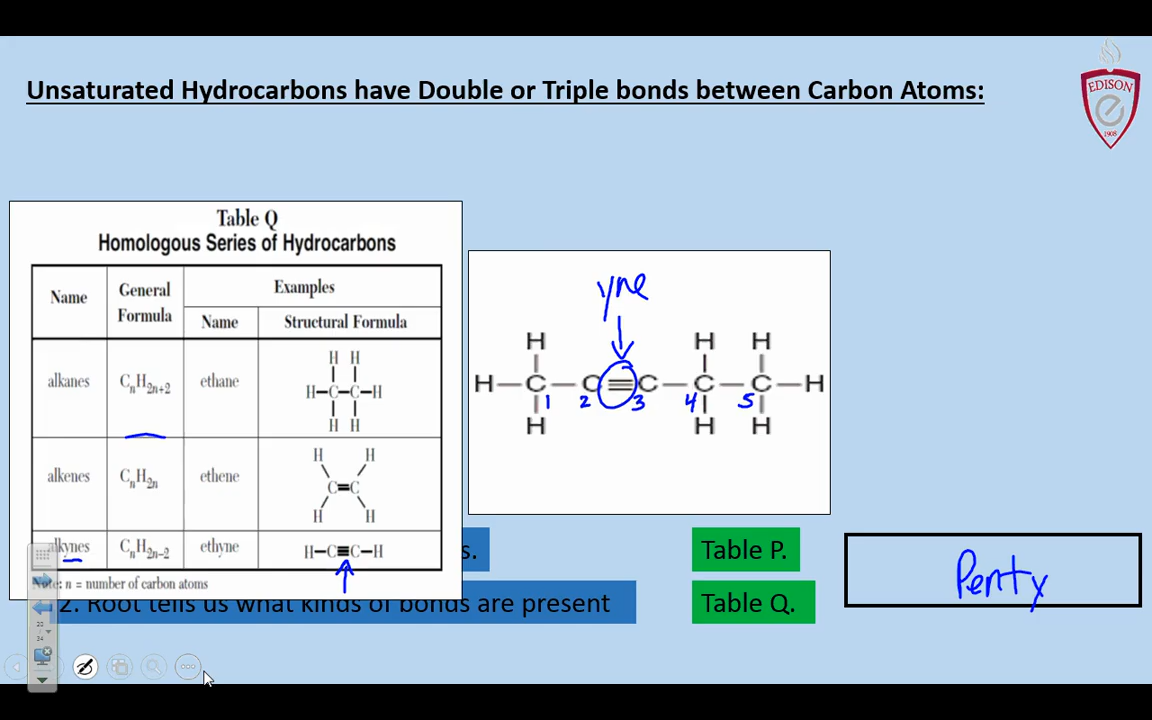 Unsaturated Hydrocarbons have Double or Triple bonds between Carbon Atoms:
EDISON
e
1908
Table Q
Homologous Series of Hydrocarbons
Name
General Formula
Examples
Name
Structural Formula
alkanes
CₙH₂ₙ₊₂
ethane
H H
H–C–C–H
H H
alkenes
CₙH₂ₙ
ethene
H H
C=C
H H
alkynes
CₙH₂ₙ₋₂
ethyne
H–C≡C–H
Note: n = number of carbon atoms
yne
H H H
H–C–C≡C–C–C–H
1 2 3 4 5
H H H
s.
Table P.
2. Root tells us what kinds of bonds are present
Table Q.
Penty
20
/
34